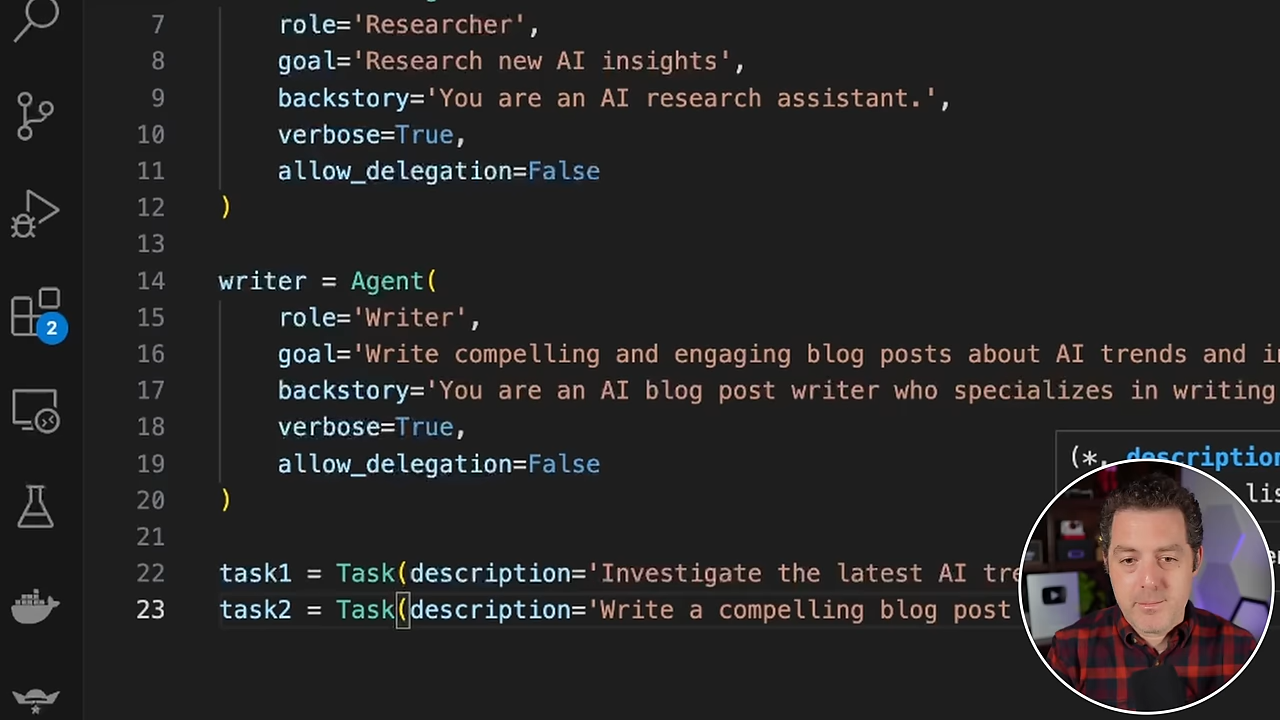 7 role='Researcher',
8 goal='Research new AI insights',
9 backstory='You are an AI research assistant.',
10 verbose=True,
11 allow_delegation=False
12 )
13
14 writer = Agent(
15 role='Writer',
16 goal='Write compelling and engaging blog posts about AI trends and
17 backstory='You are an AI blog post writer who specializes in writing
18 verbose=True,
19 allow_delegation=False
20 )
(*, description
21
22 task1 = Task(description='Investigate the latest AI
23 task2 = Task(description='Write a compelling blog post
2